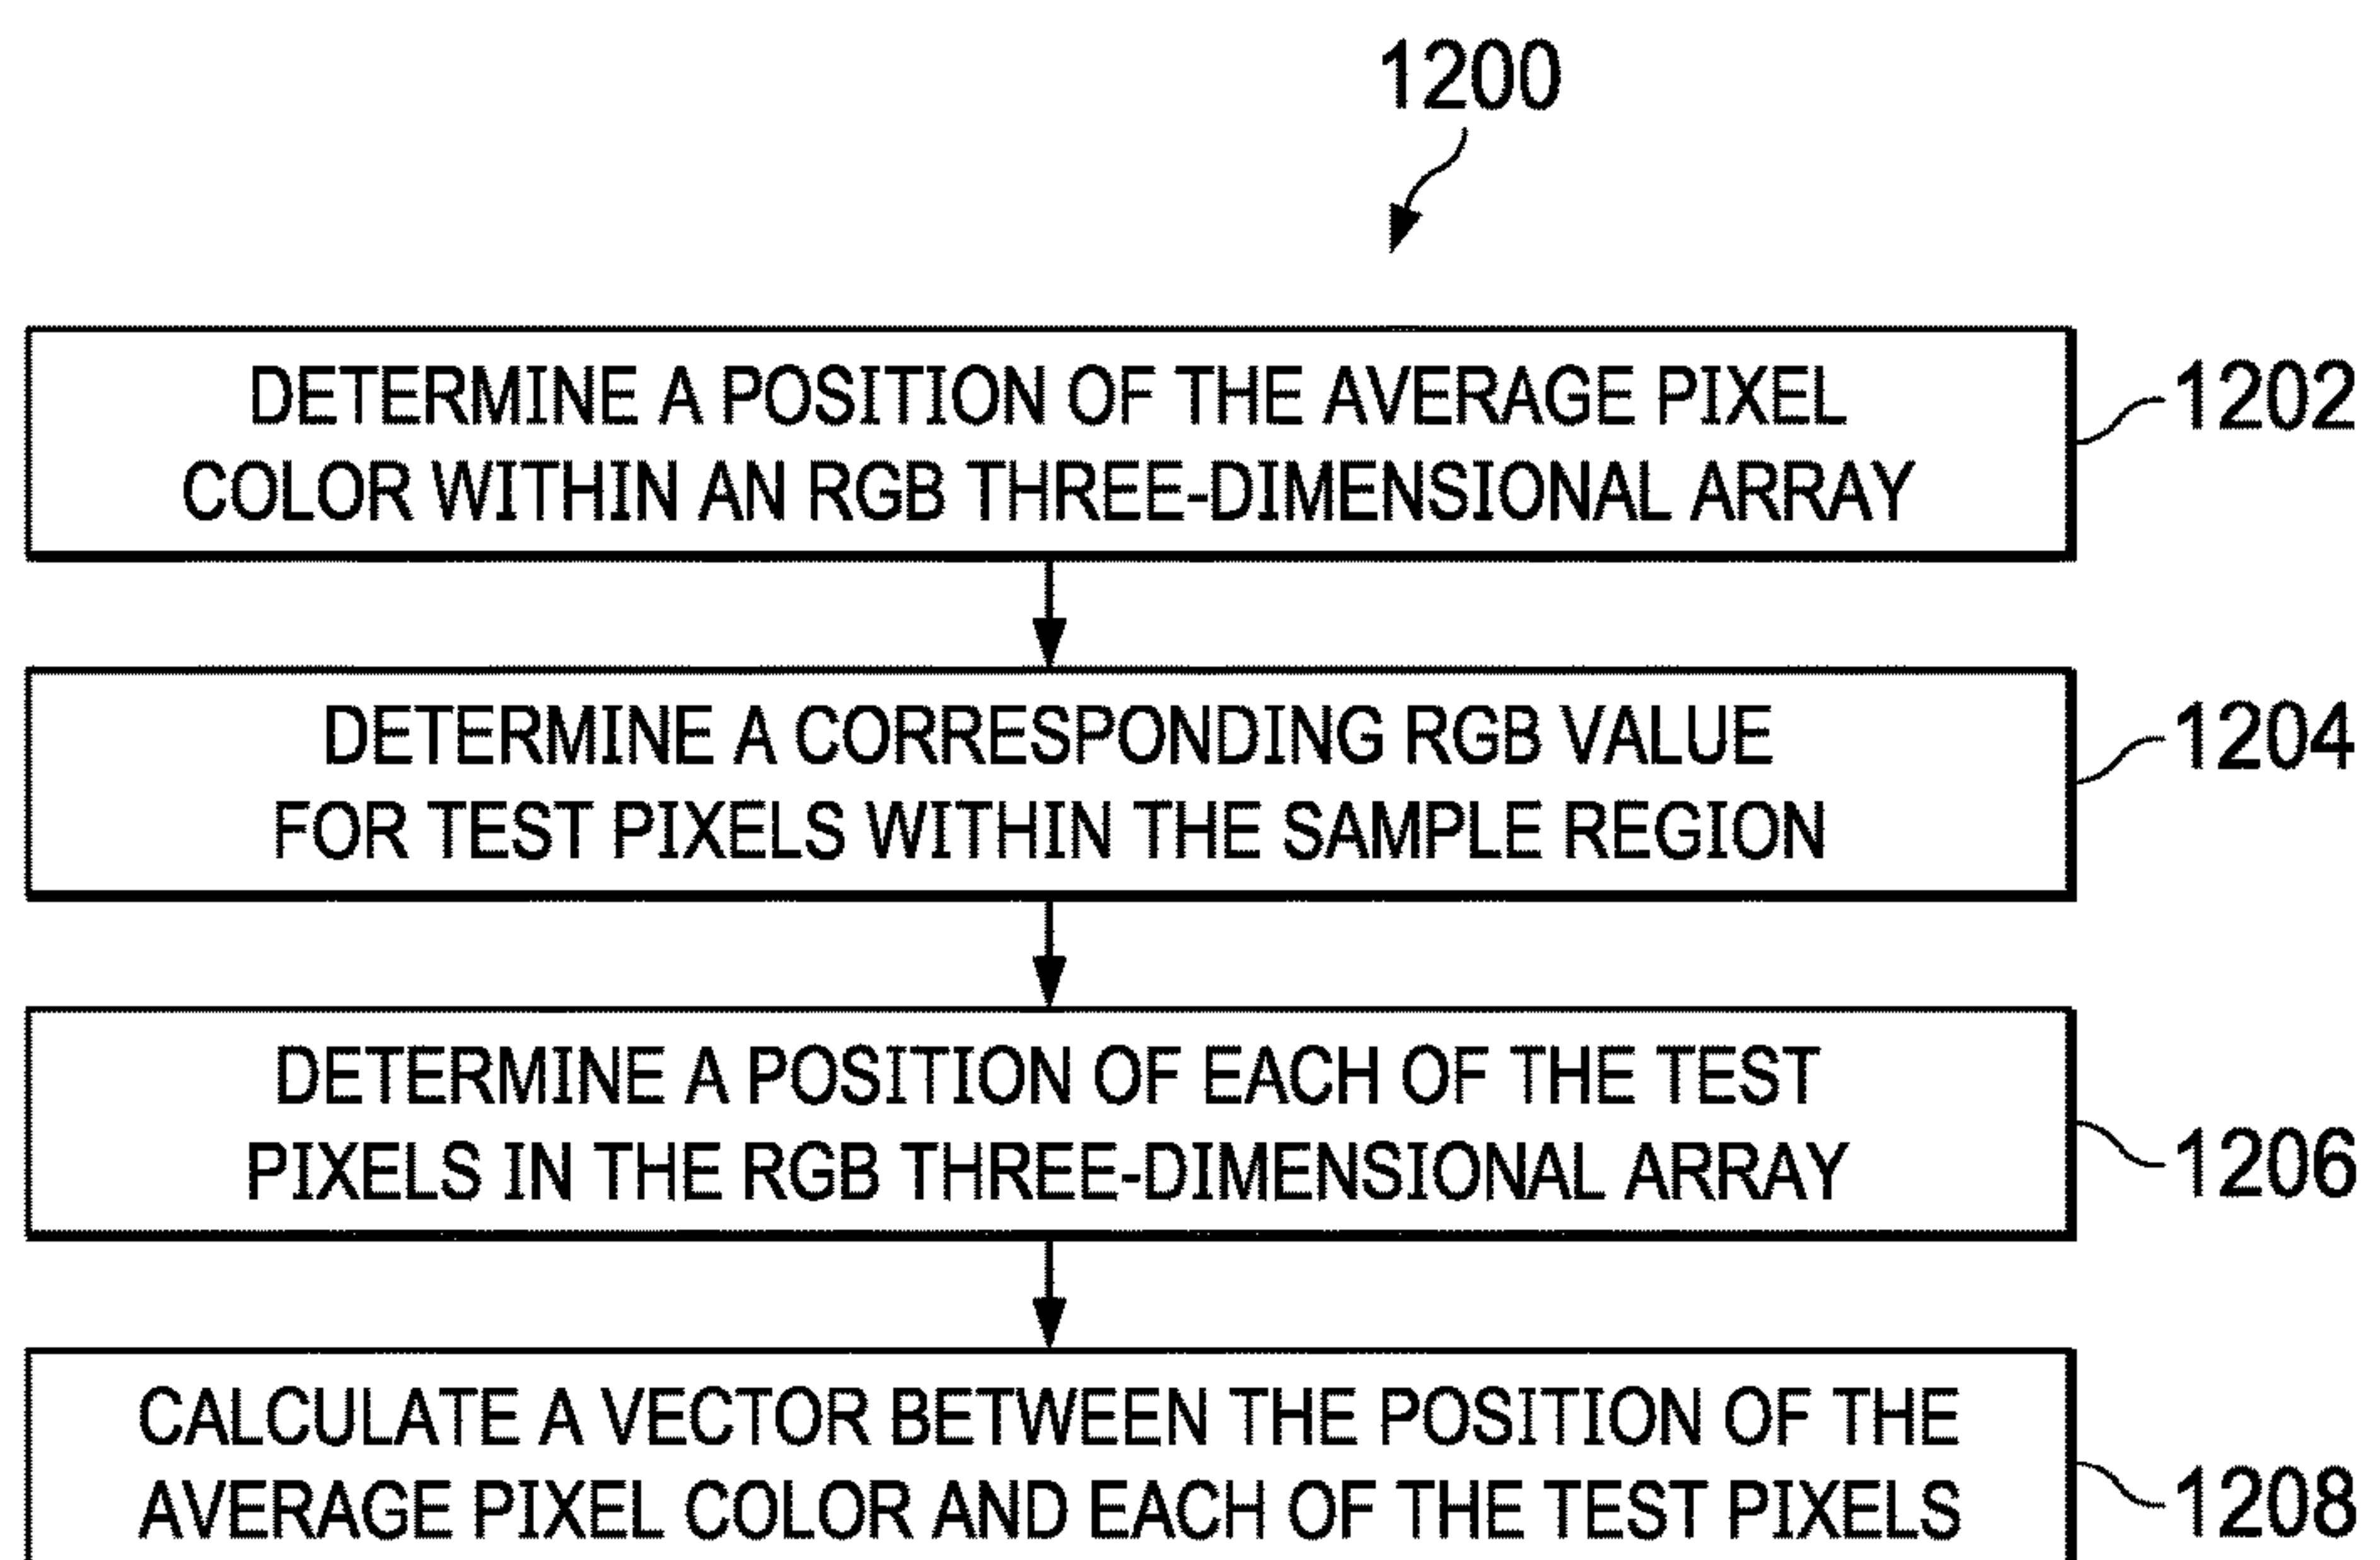 1200
DETERMINE A POSITION OF THE AVERAGE PIXEL
COLOR WITHIN AN RGB THREE-DIMENSIONAL ARRAY
1202
DETERMINE A CORRESPONDING RGB VALUE
FOR TEST PIXELS WITHIN THE SAMPLE REGION
1204
DETERMINE A POSITION OF EACH OF THE TEST
PIXELS IN THE RGB THREE-DIMENSIONAL ARRAY
1206
CALCULATE A VECTOR BETWEEN THE POSITION OF THE
AVERAGE PIXEL COLOR AND EACH OF THE TEST PIXELS
1208